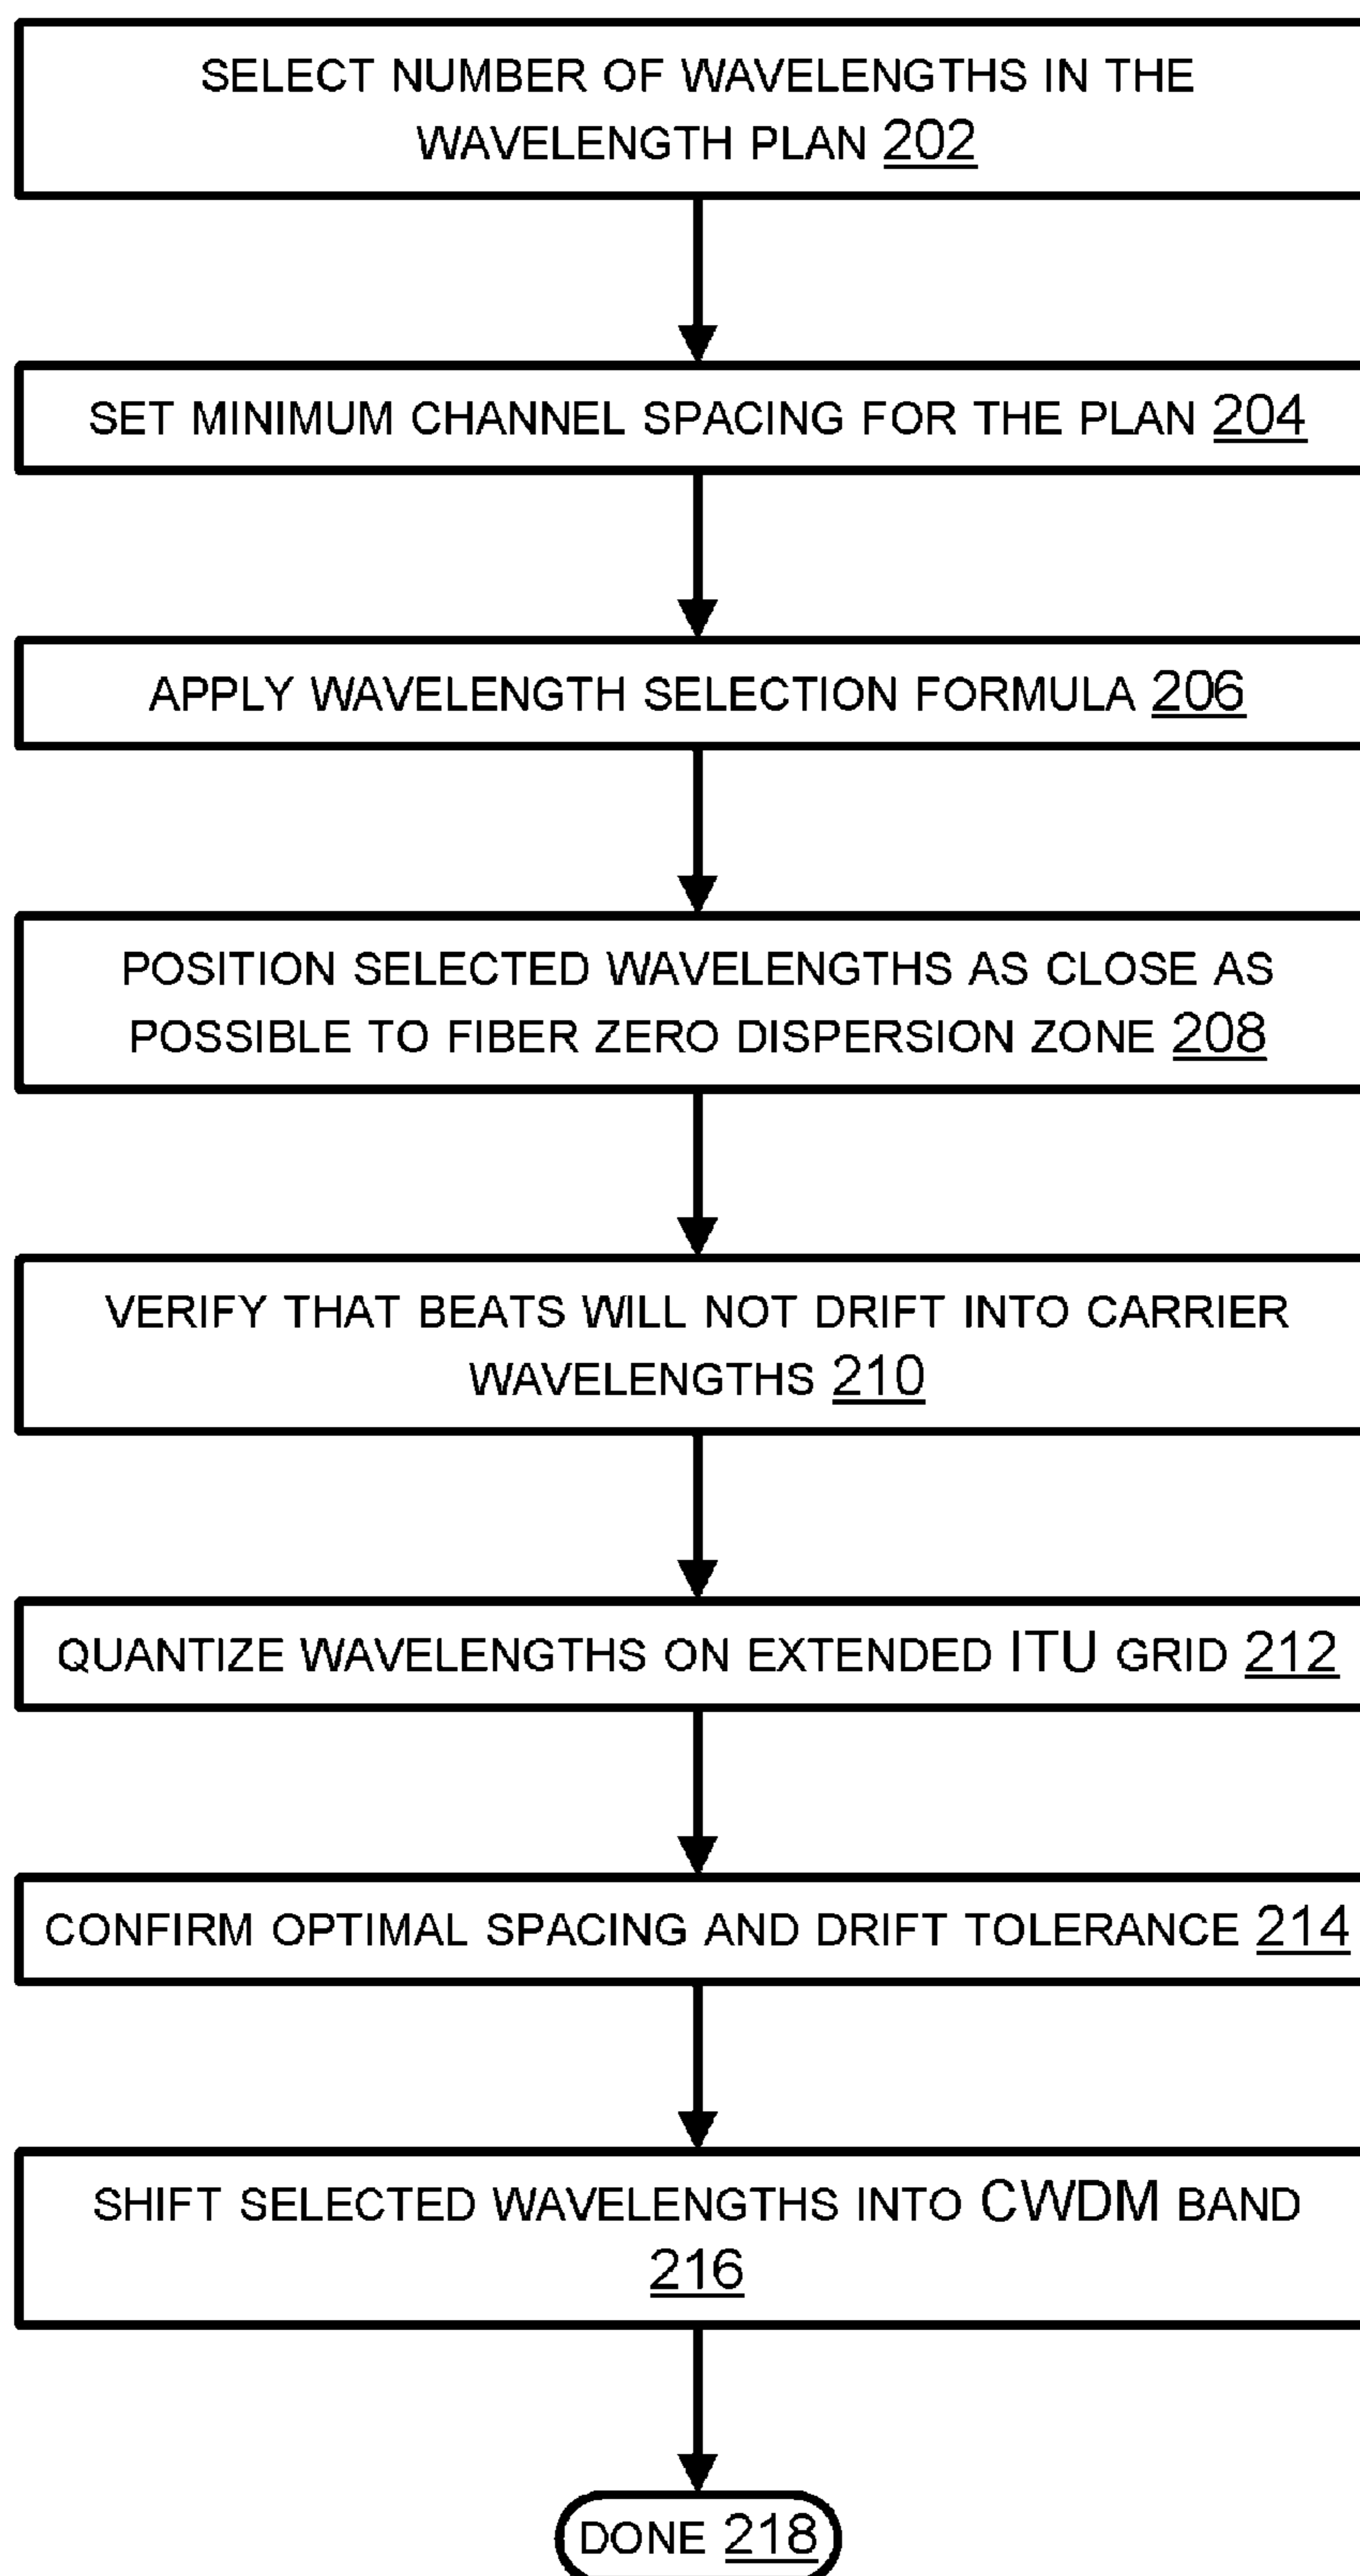 SELECT NUMBER OF WAVELENGTHS IN THE
WAVELENGTH PLAN 202
SET MINIMUM CHANNEL SPACING FOR THE PLAN 204
APPLY WAVELENGTH SELECTION FORMULA 206
POSITION SELECTED WAVELENGTHS AS CLOSE AS
POSSIBLE TO FIBER ZERO DISPERSION ZONE 208
VERIFY THAT BEATS WILL NOT DRIFT INTO CARRIER
WAVELENGTHS 210
QUANTIZE WAVELENGTHS ON EXTENDED ITU GRID 212
CONFIRM OPTIMAL SPACING AND DRIFT TOLERANCE 214
SHIFT SELECTED WAVELENGTHS INTO CWDM BAND
216
DONE 218